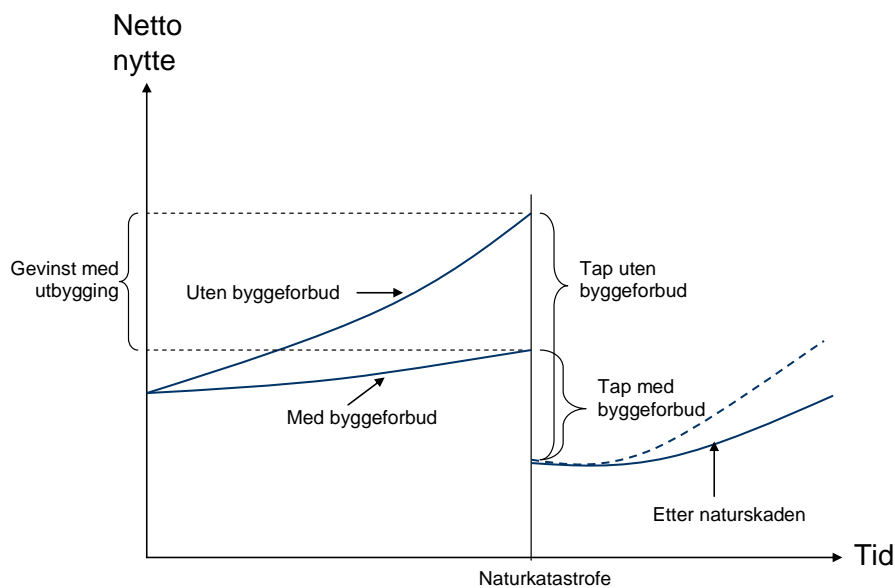 Netto
nytte
Gevinst med
utbygging
Uten byggeforbud
Tap uten
byggeforbud
Med byggeforbud
Tap med
byggeforbud
Etter naturskaden
Tid
Naturkatastrofe